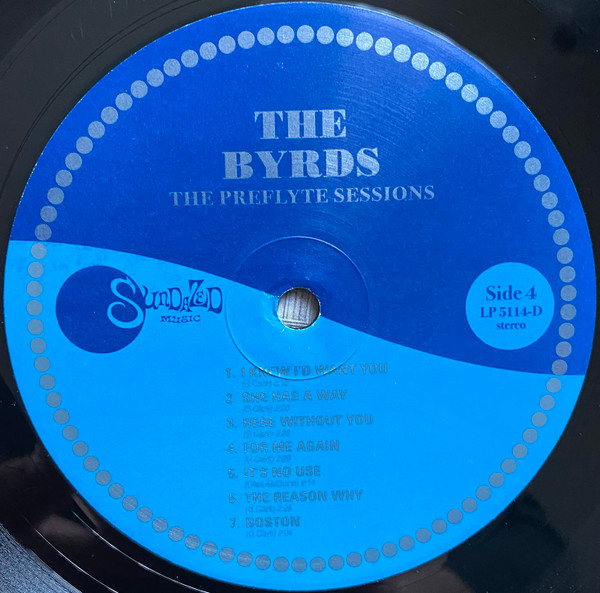 THE
BYRDS
THE PREFLYTE SESSIONS
SUNDAZED
MUSIC
Side 4
LP 5114-D
stereo
1. I KNOW I'D WANT YOU
2. SHE HAS A WAY
3. HERE WITHOUT YOU
4. FOR ME AGAIN
5. IT'S NO USE
6. THE REASON WHY
7. BOSTON